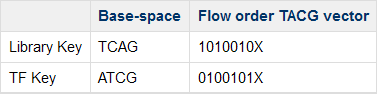 Base-space Flow order TACG vector
Library Key TCAG 1010010X
TF Key ATCG 0100101X